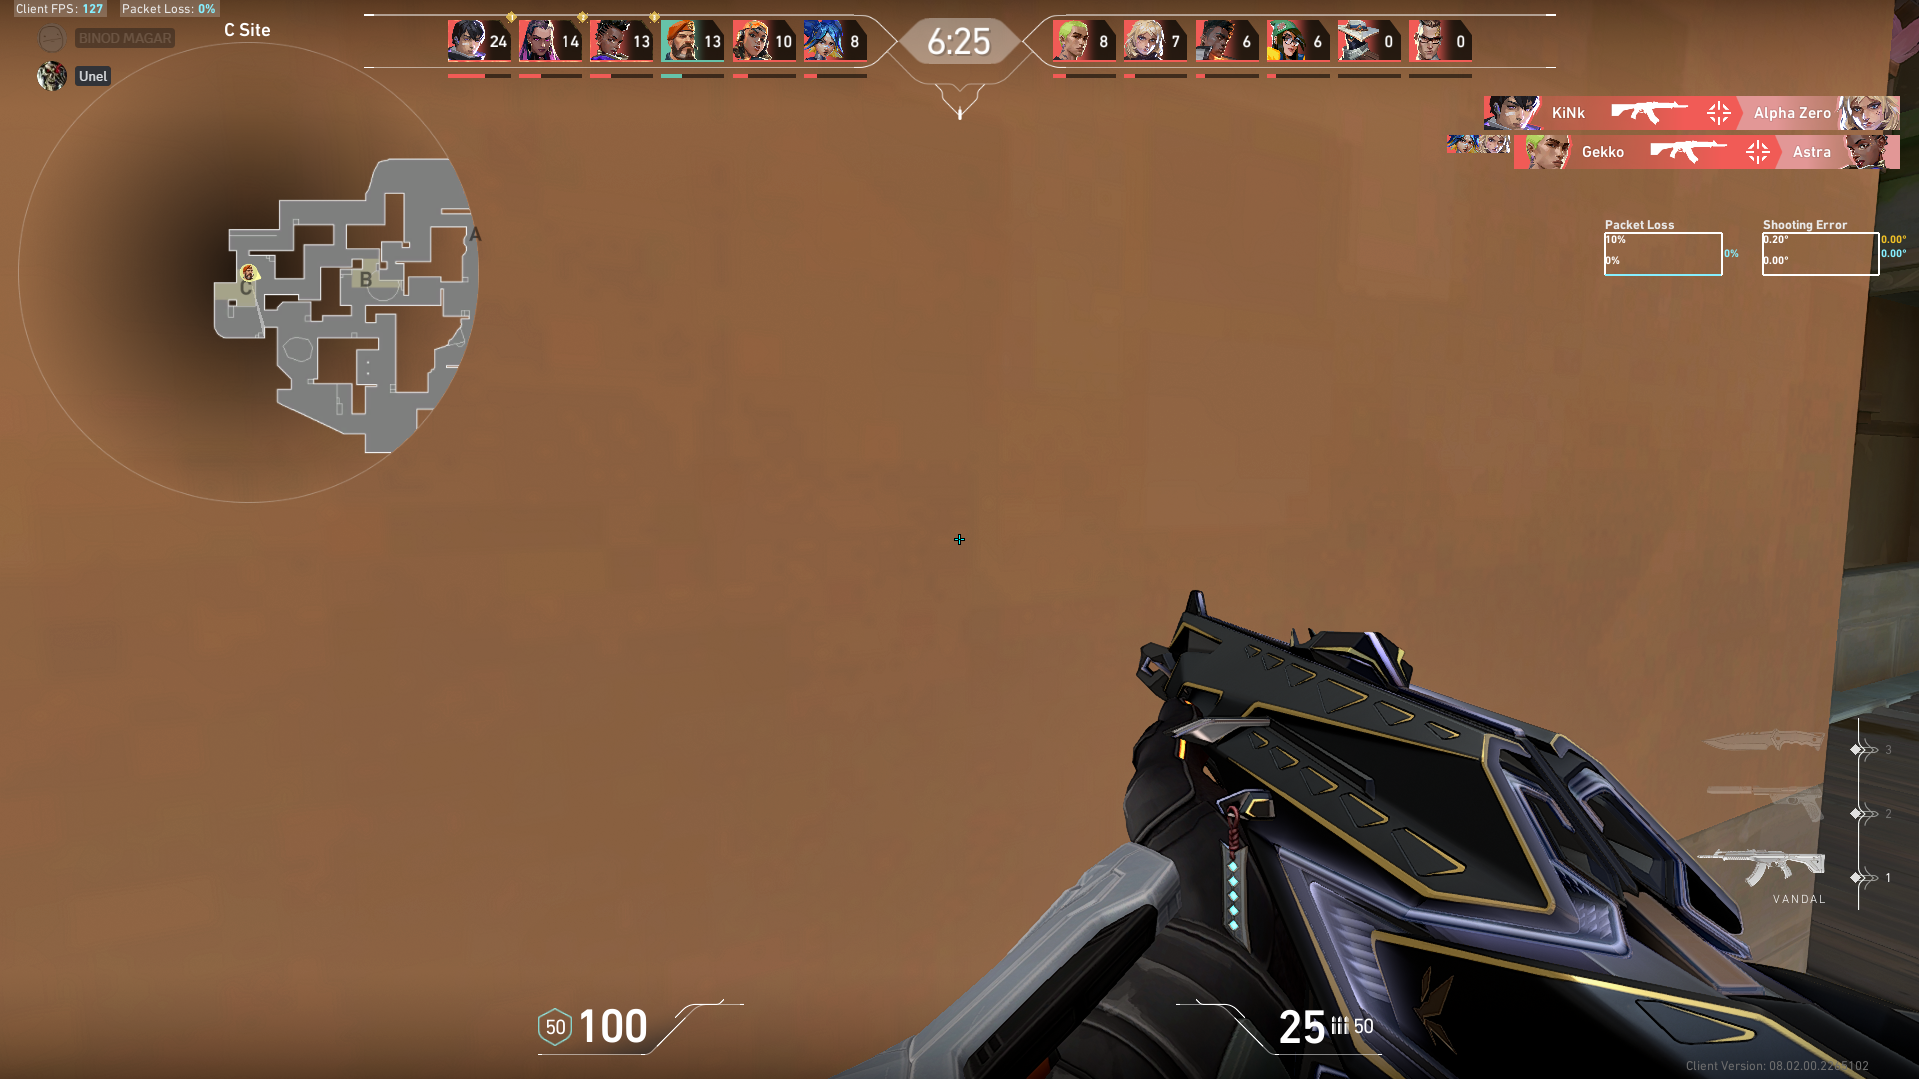 Client FPS: 127 Packet Loss: 0%
BINOD MAGAR
Unel
C Site
24 14 13 13 10 8
6:25
8 7 6 6 0 0
KiNk Alpha Zero
Gekko Astra
Packet Loss
10%
0%
0%
Shooting Error
0.20°
0.00°
0.00°
0.00°
A
B
C
3
2
1
VANDAL
50 100
25 50